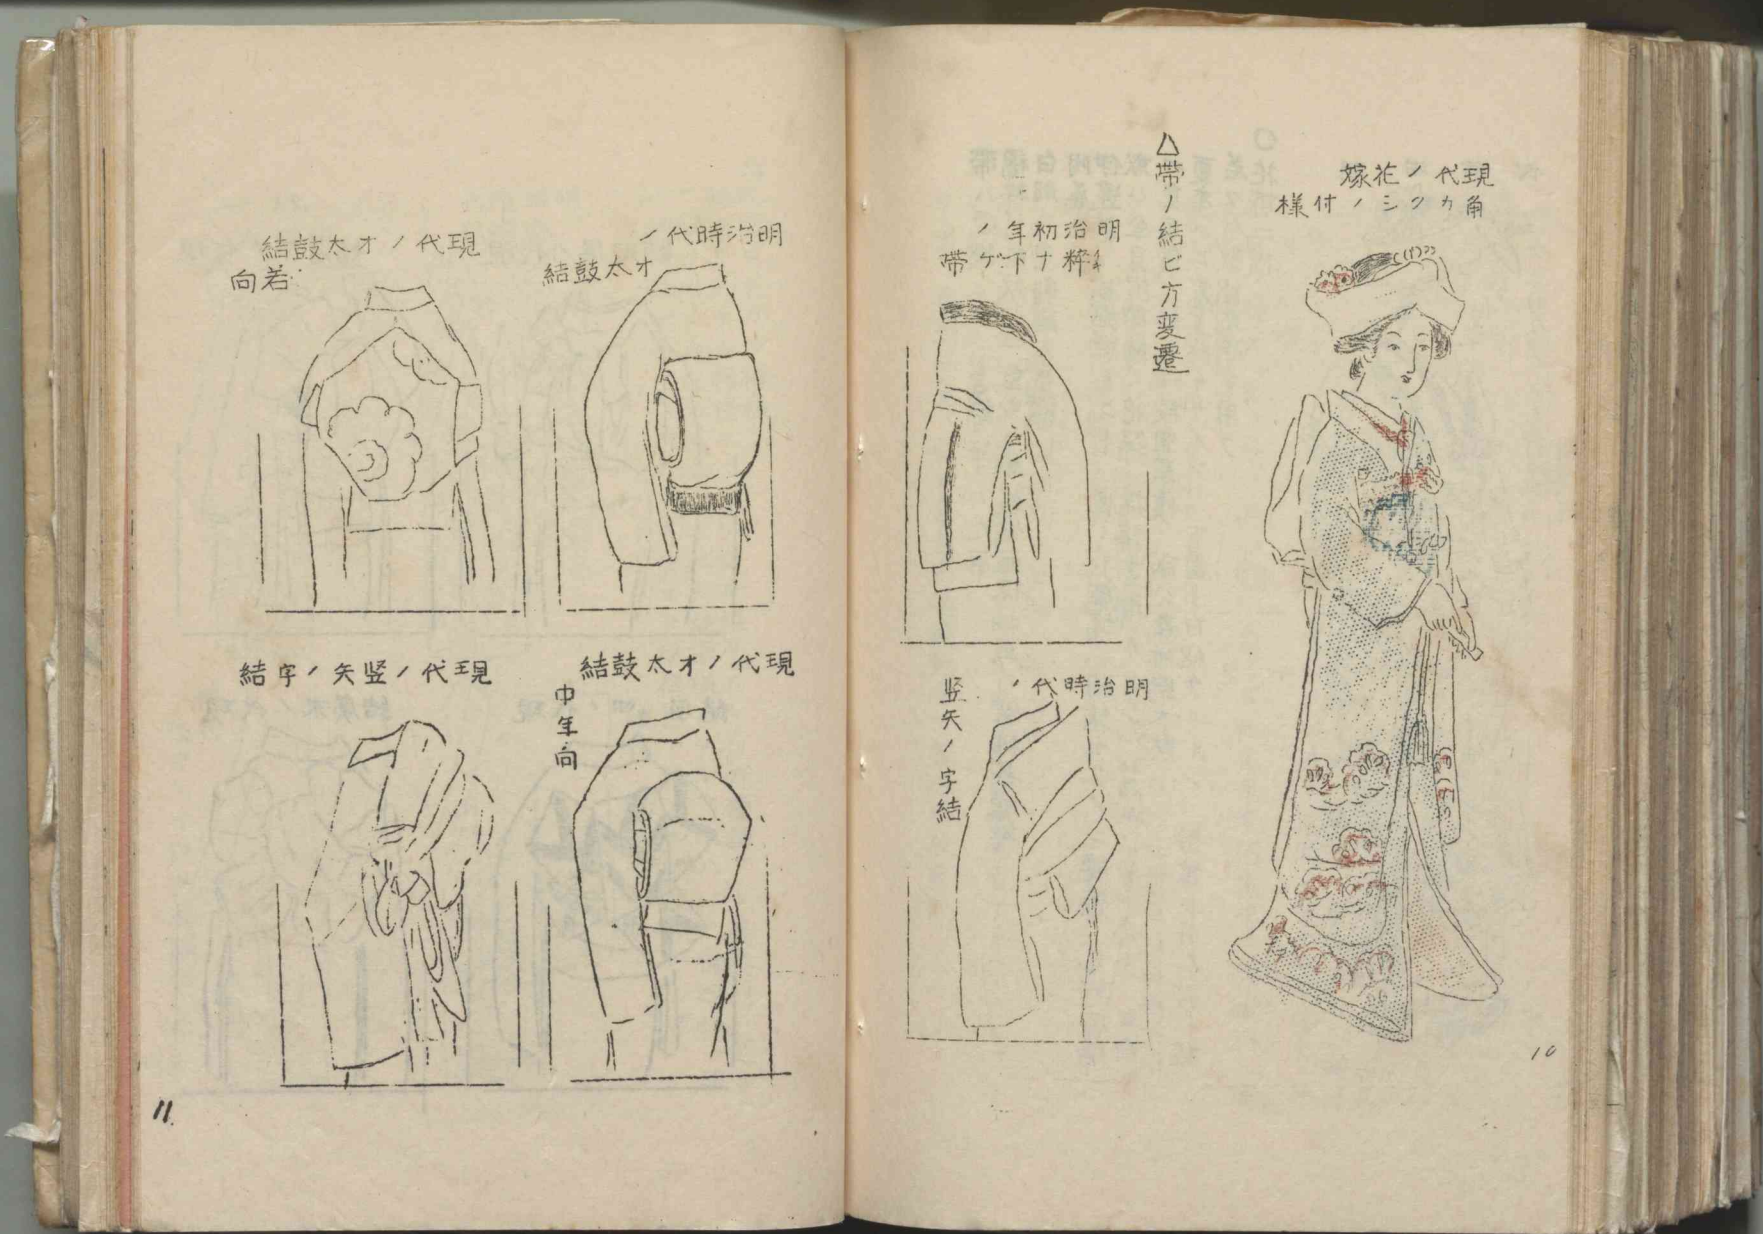 現代ノ花嫁
角カクシノ付様
△帯ノ結ビ方変遷
明治初年ノ
粋ナ下ゲ帯
明治時代ノ
竪矢ノ字結
10
明治時代ノ
オ太鼓結
現代ノオ太鼓結
若向
現代ノオ太鼓結
中年向
現代ノ竪矢ノ字結
11.